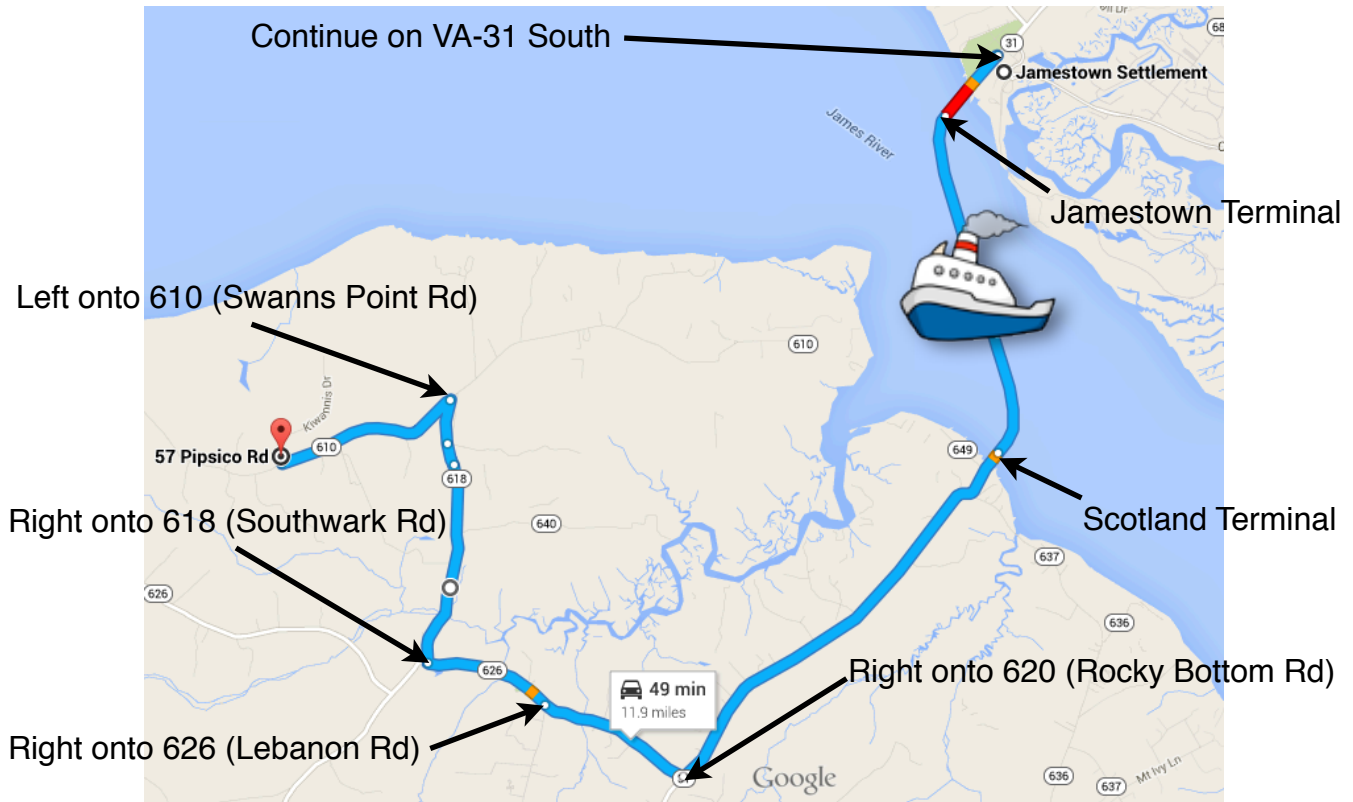 Dr
Continue on VA-31 South
31
68
Jamestown Settlement
James River
C
Jamestown Terminal
Left onto 610 (Swanns Point Rd)
610
Kiwannis Dr
610
57 Pipsico Rd
649
618
Right onto 618 (Southwark Rd)
640
Scotland Terminal
637
626
636
626
49 min
11.9 miles
Right onto 620 (Rocky Bottom Rd)
Right onto 626 (Lebanon Rd)
Google
636
637
Mt Ivy Ln